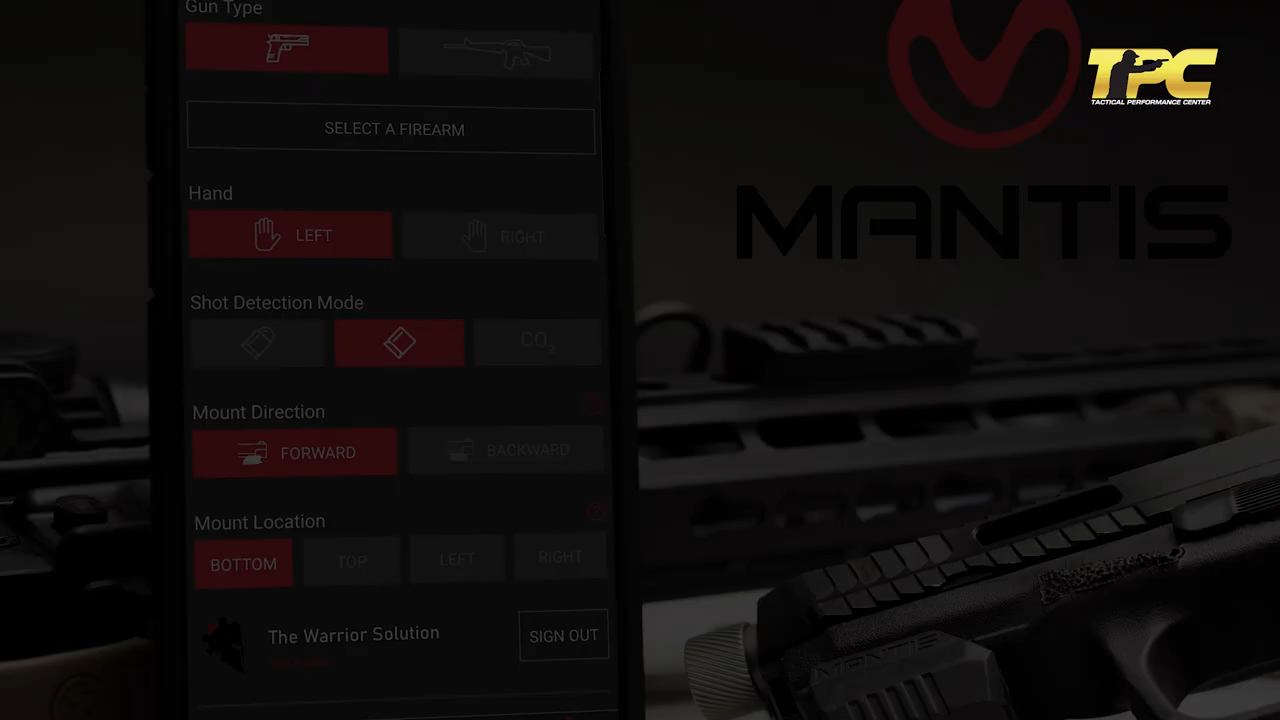 Gun Type
SELECT A FIREARM
Hand
LEFT
RIGHT
Shot Detection Mode
CO2
Mount Direction
FORWARD
BACKWARD
Mount Location
BOTTOM
TOP
LEFT
RIGHT
The Warrior Solution
SIGN OUT
TPC
TACTICAL PERFORMANCE CENTER
MANTIS
MANTIS